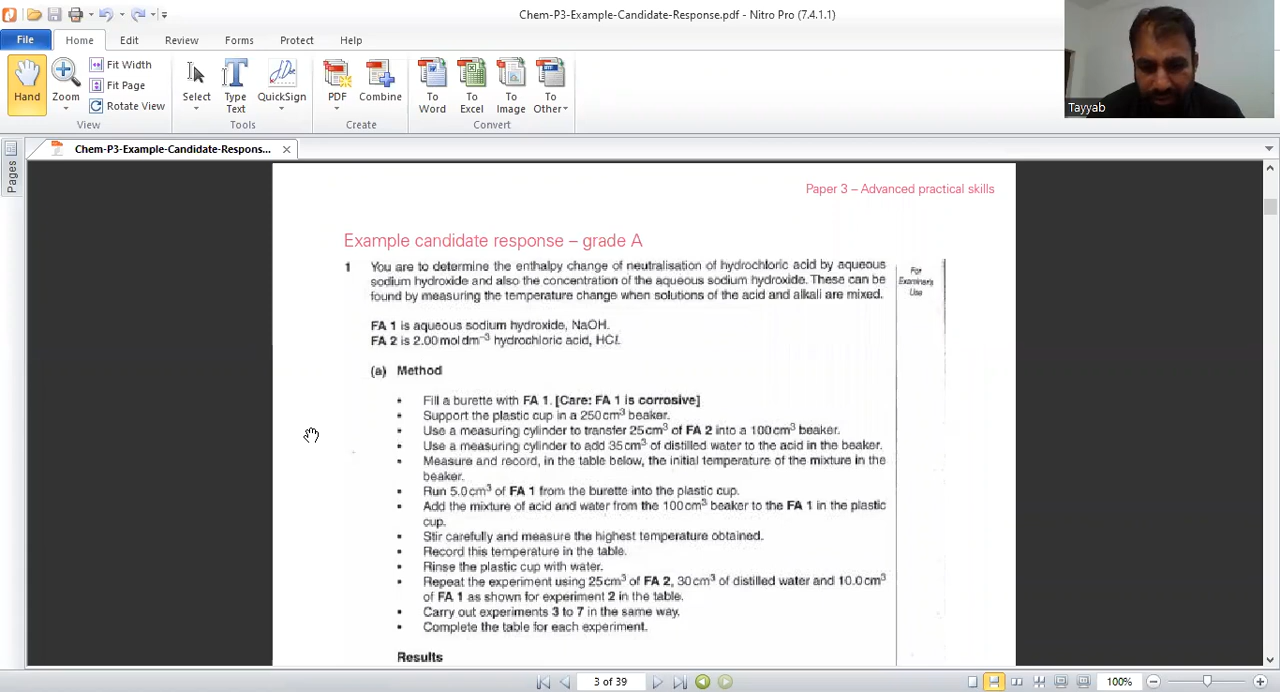 Chem-P3-Example-Candidate-Response.pdf - Nitro Pro (7.4.1.1)
File Home Edit Review Forms Protect Help
Hand
Zoom
Fit Width
Fit Page
Rotate View
View
Select
Type Text
QuickSign
Tools
PDF
Combine
Create
To Word
To Excel
To Image
To Other
Convert
Tayyab
Chem-P3-Example-Candidate-Respons...
Pages
Paper 3 – Advanced practical skills
Example candidate response – grade A
1 You are to determine the enthalpy change of neutralisation of hydrochloric acid by aqueous
sodium hydroxide and also the concentration of the aqueous sodium hydroxide. These can be
found by measuring the temperature change when solutions of the acid and alkali are mixed.
For
Examiner's
Use
FA 1 is aqueous sodium hydroxide, NaOH.
FA 2 is 2.00 mol dm⁻³ hydrochloric acid, HCl.
(a) Method
• Fill a burette with FA 1. [Care: FA 1 is corrosive]
• Support the plastic cup in a 250 cm³ beaker.
• Use a measuring cylinder to transfer 25 cm³ of FA 2 into a 100 cm³ beaker.
• Use a measuring cylinder to add 35 cm³ of distilled water to the acid in the beaker.
• Measure and record, in the table below, the initial temperature of the mixture in the
beaker.
• Run 5.0 cm³ of FA 1 from the burette into the plastic cup.
• Add the mixture of acid and water from the 100 cm³ beaker to the FA 1 in the plastic
cup.
• Stir carefully and measure the highest temperature obtained.
• Record this temperature in the table.
• Rinse the plastic cup with water.
• Repeat the experiment using 25 cm³ of FA 2, 30 cm³ of distilled water and 10.0 cm³
of FA 1 as shown for experiment 2 in the table.
• Carry out experiments 3 to 7 in the same way.
• Complete the table for each experiment.
Results
3 of 39
100%